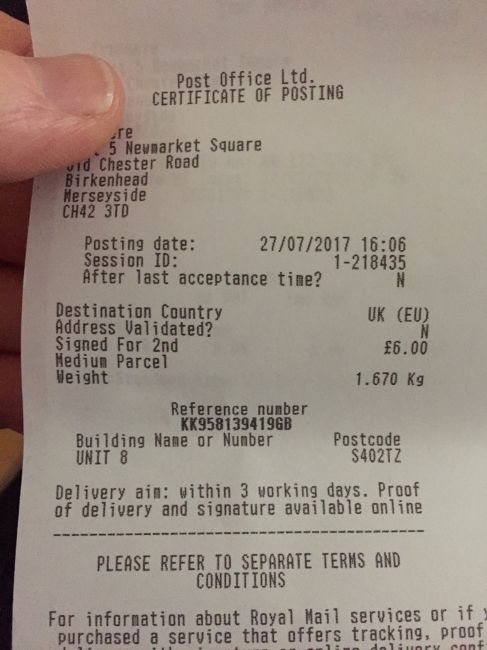 Post Office Ltd.
CERTIFICATE OF POSTING
5 Newmarket Square
Old Chester Road
Birkenhead
Merseyside
CH42 3TD
Posting date: 27/07/2017 16:06
Session ID: 1-218435
After last acceptance time? N
Destination Country UK (EU)
Address Validated? N
Signed For 2nd £6.00
Medium Parcel
Weight 1.670 Kg
Reference number
KK958139419GB
Building Name or Number Postcode
UNIT 8 S402TZ
Delivery aim: within 3 working days. Proof
of delivery and signature available online
PLEASE REFER TO SEPARATE TERMS AND
CONDITIONS
For information about Royal Mail services or if
purchased a service that offers tracking, proof